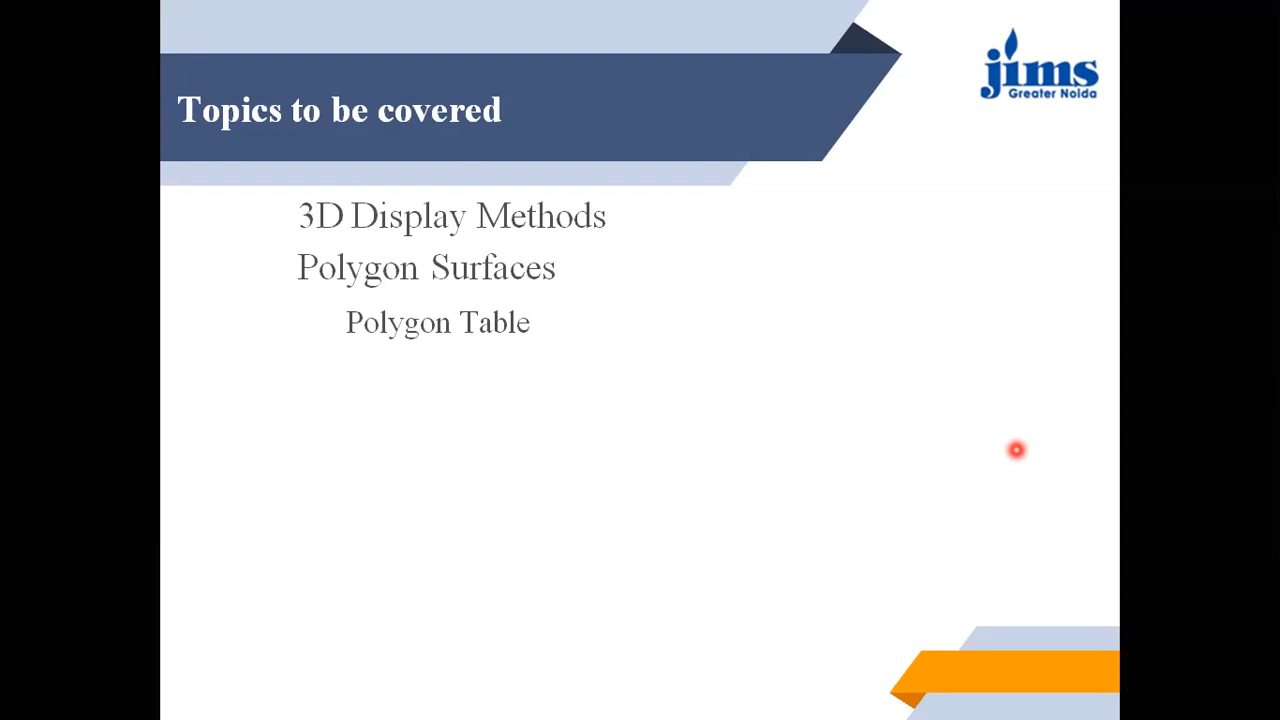 jims
Greater Noida
Topics to be covered
3D Display Methods
Polygon Surfaces
Polygon Table